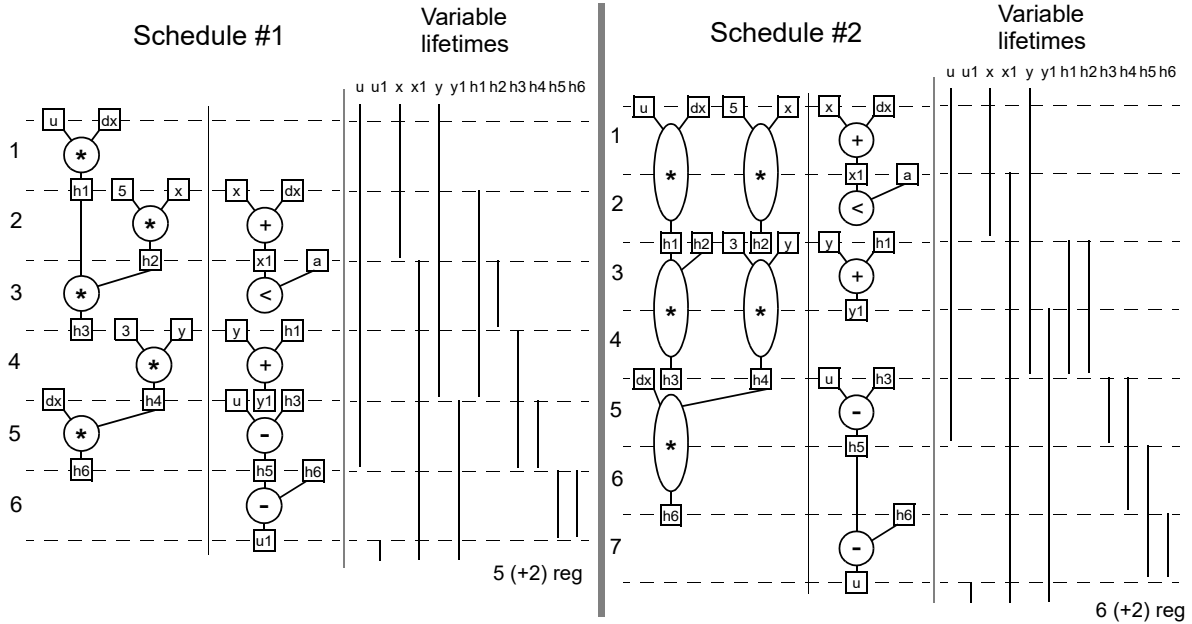 Schedule #1
Variable
lifetimes
u u1 x x1 y y1 h1 h2 h3 h4 h5 h6
u dx
1 *
h1 5 x x dx
2 * +
h2 x1 a
3 * <
h3 3 y y h1
4 * +
dx h4 u y1 h3
5 * -
h6 h5 h6
6 -
u1
5 (+2) reg
Schedule #2
Variable
lifetimes
u u1 x x1 y y1 h1 h2 h3 h4 h5 h6
u dx 5 x x dx
1 +
* * x1 a
2 <
h1 h2 3 h2 y y h1
3 +
* * y1
4
dx h3 h4 u h3
5 -
* h5
6
h6 h6
7 -
u
6 (+2) reg